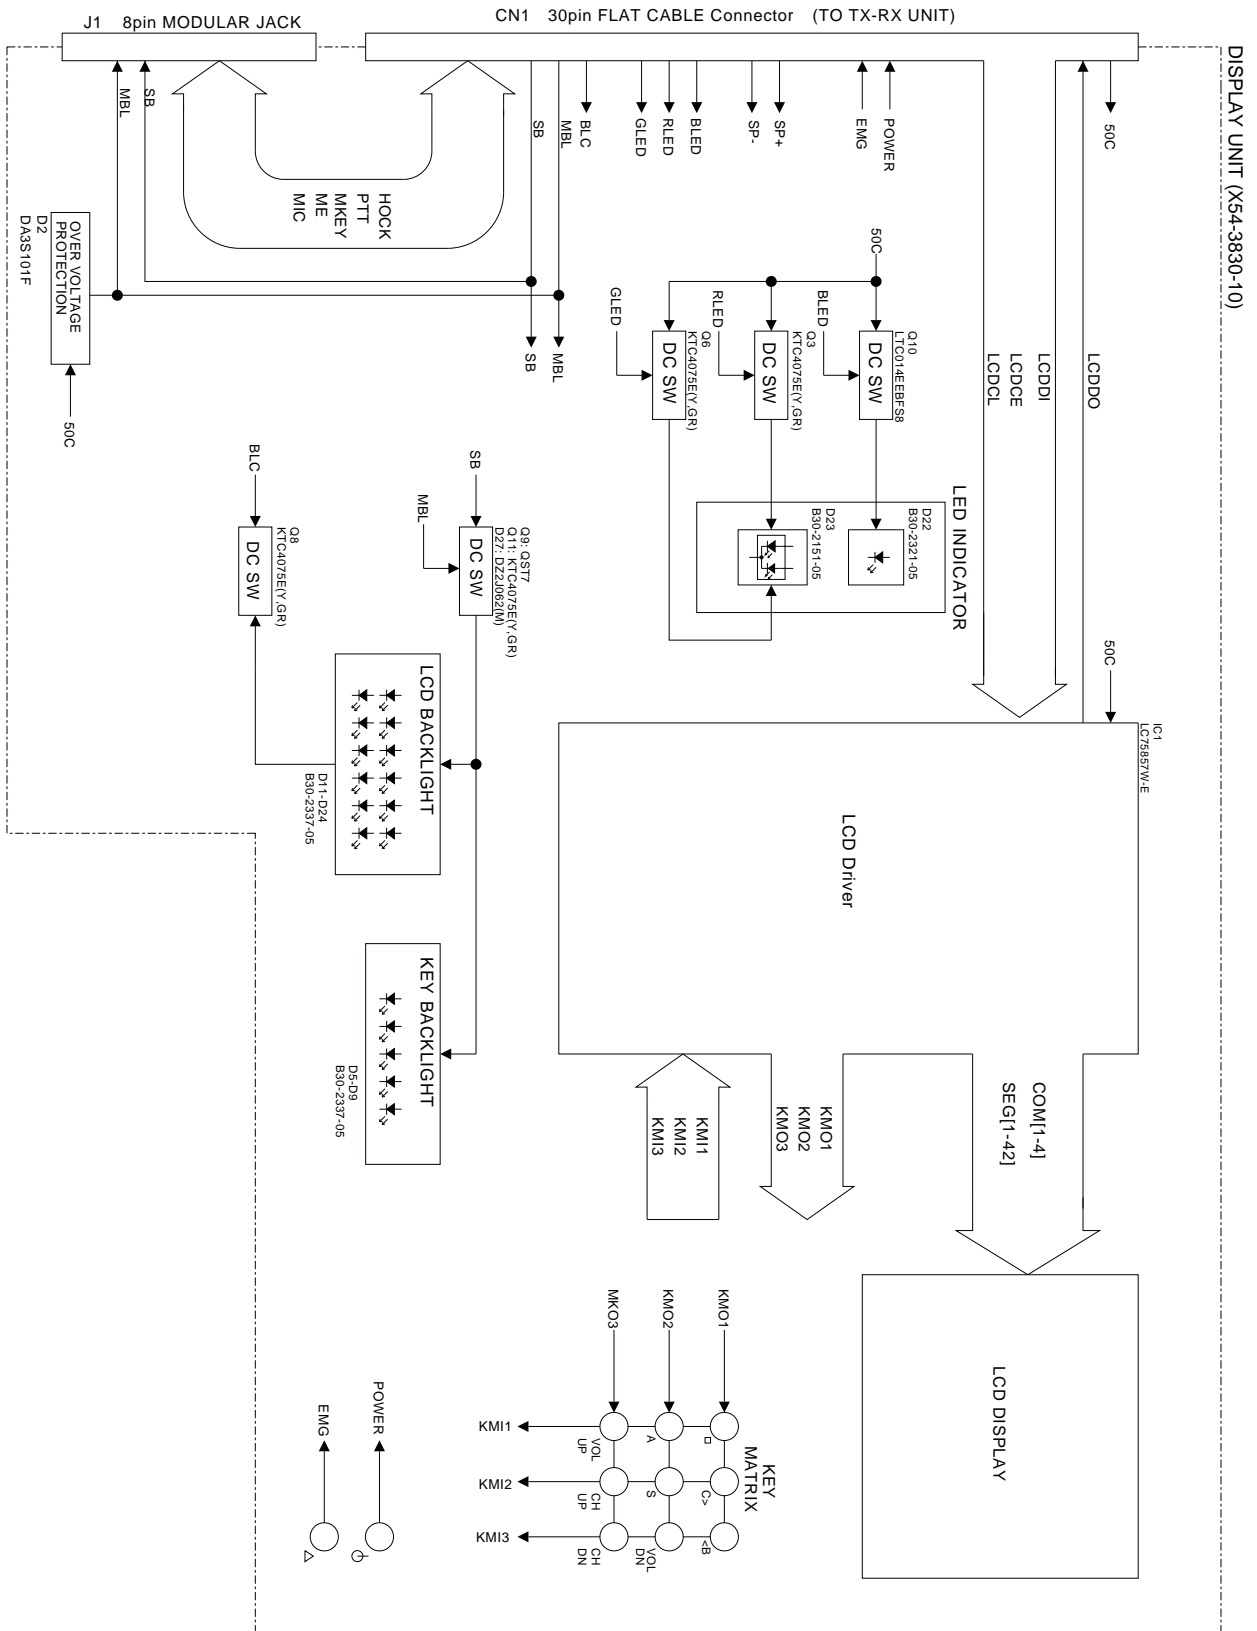 DISPLAY UNIT (X54-3830-10)
J1 8pin MODULAR JACK
CN1 30pin FLAT CABLE Connector (TO TX-RX UNIT)
MBL
SB
HOCK
PTT
MKEY
ME
MIC
SB
MBL
BLC
GLED
RLED
BLED
SP-
SP+
EMG
POWER
50C
OVER VOLTAGE
PROTECTION
D2
DA3S101F
50C
SB
MBL
50C
GLED
RLED
BLED
DC SW
Q6
KTC4075E(Y,GR)
DC SW
Q3
KTC4075E(Y,GR)
DC SW
Q10
LTC014EEBFS8
LCDDO
LCDDI
LCDCE
LCDCL
LED INDICATOR
D22
B30-2321-05
D23
B30-2151-05
BLC
DC SW
Q8
KTC4075E(Y,GR)
SB
MBL
DC SW
Q9: QST7
Q11: KTC4075E(Y,GR)
D27: DZ2J062(M)
50C
IC1
LC75857W-E
LCD Driver
LCD BACKLIGHT
D11-D24
B30-2337-05
KEY BACKLIGHT
D5-D9
B30-2337-05
KMI1
KMI2
KMI3
KMO1
KMO2
KMO3
COM[1-4]
SEG[1-42]
LCD DISPLAY
KMO1
KMO2
MKO3
KEY
MATRIX
KMI1
KMI2
KMI3
VOL
UP
A
CH
UP
S
C>
CH
DN
VOL
DN
<B
POWER
EMG